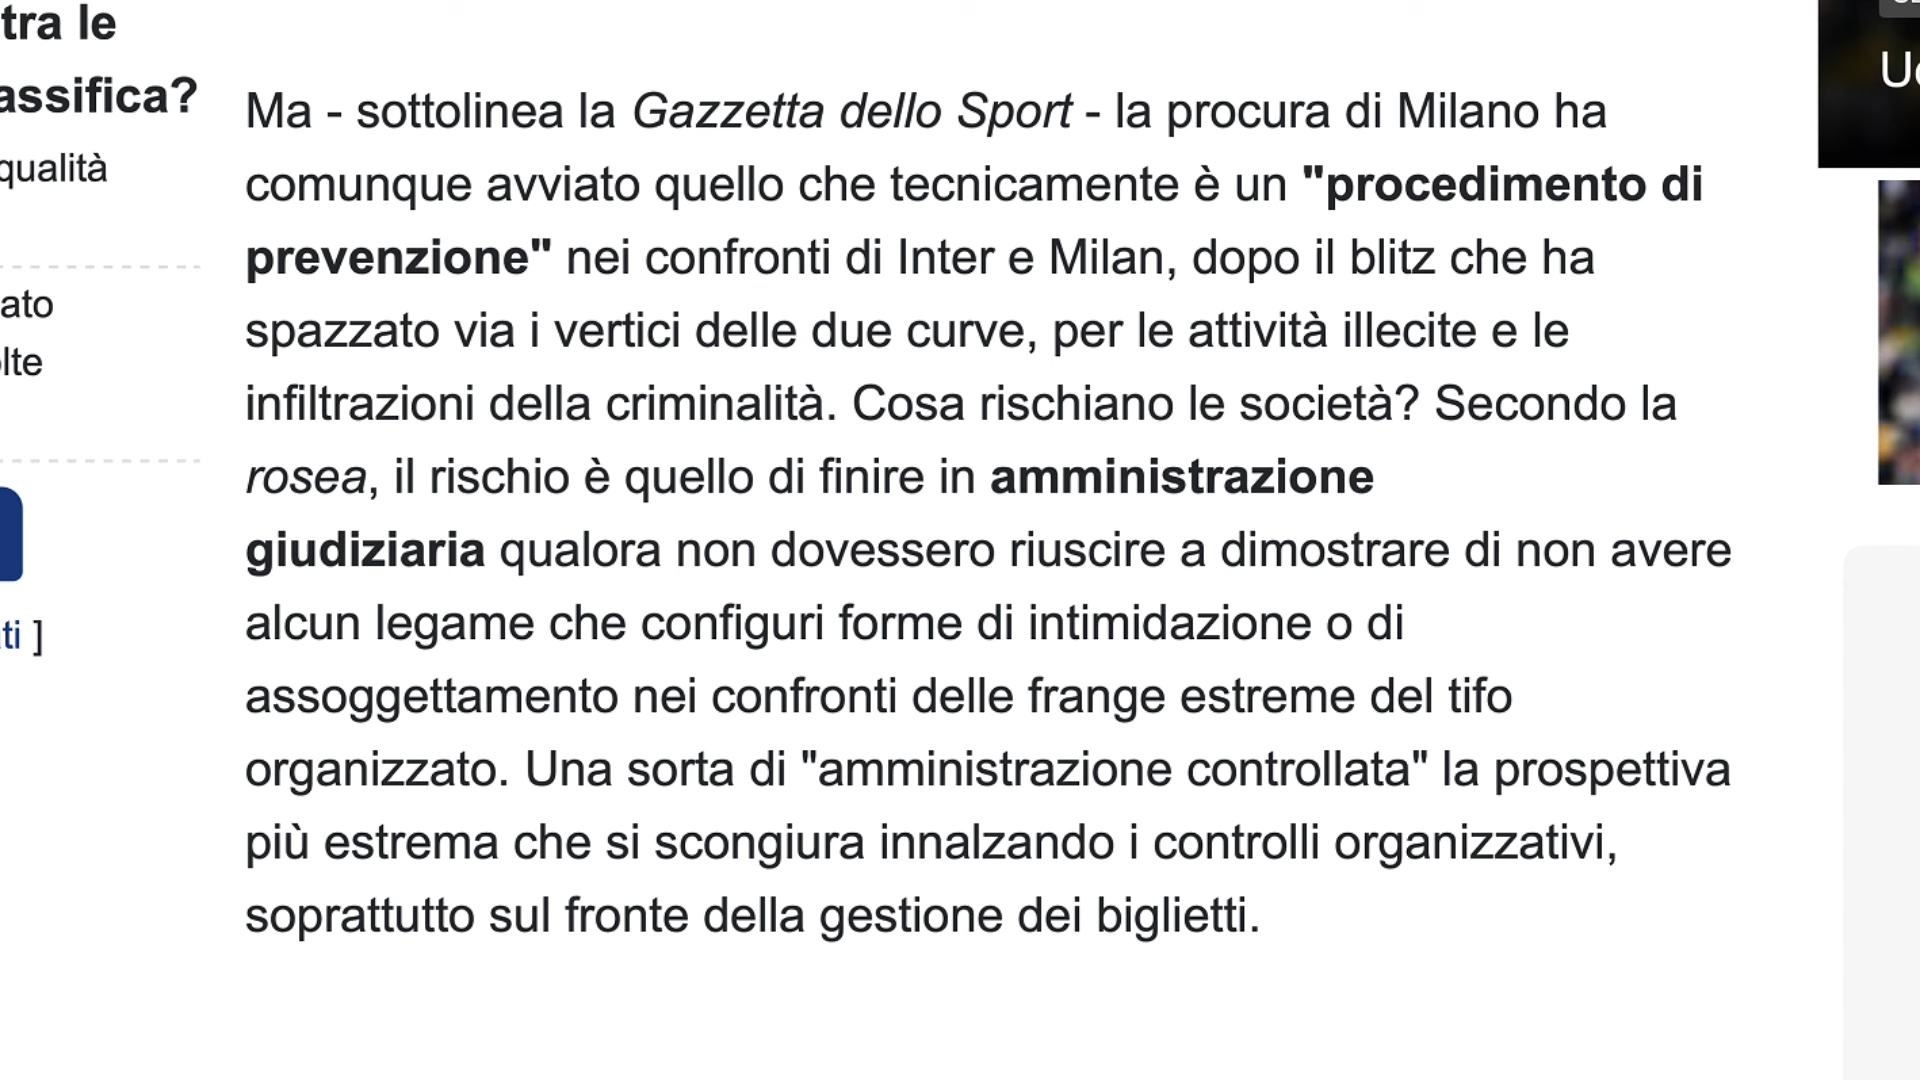 tra le
assifica?
qualità
ato
lte
ti ]
Ma - sottolinea la Gazzetta dello Sport - la procura di Milano ha
comunque avviato quello che tecnicamente è un "procedimento di
prevenzione" nei confronti di Inter e Milan, dopo il blitz che ha
spazzato via i vertici delle due curve, per le attività illecite e le
infiltrazioni della criminalità. Cosa rischiano le società? Secondo la
rosea, il rischio è quello di finire in amministrazione
giudiziaria qualora non dovessero riuscire a dimostrare di non avere
alcun legame che configuri forme di intimidazione o di
assoggettamento nei confronti delle frange estreme del tifo
organizzato. Una sorta di "amministrazione controllata" la prospettiva
più estrema che si scongiura innalzando i controlli organizzativi,
soprattutto sul fronte della gestione dei biglietti.